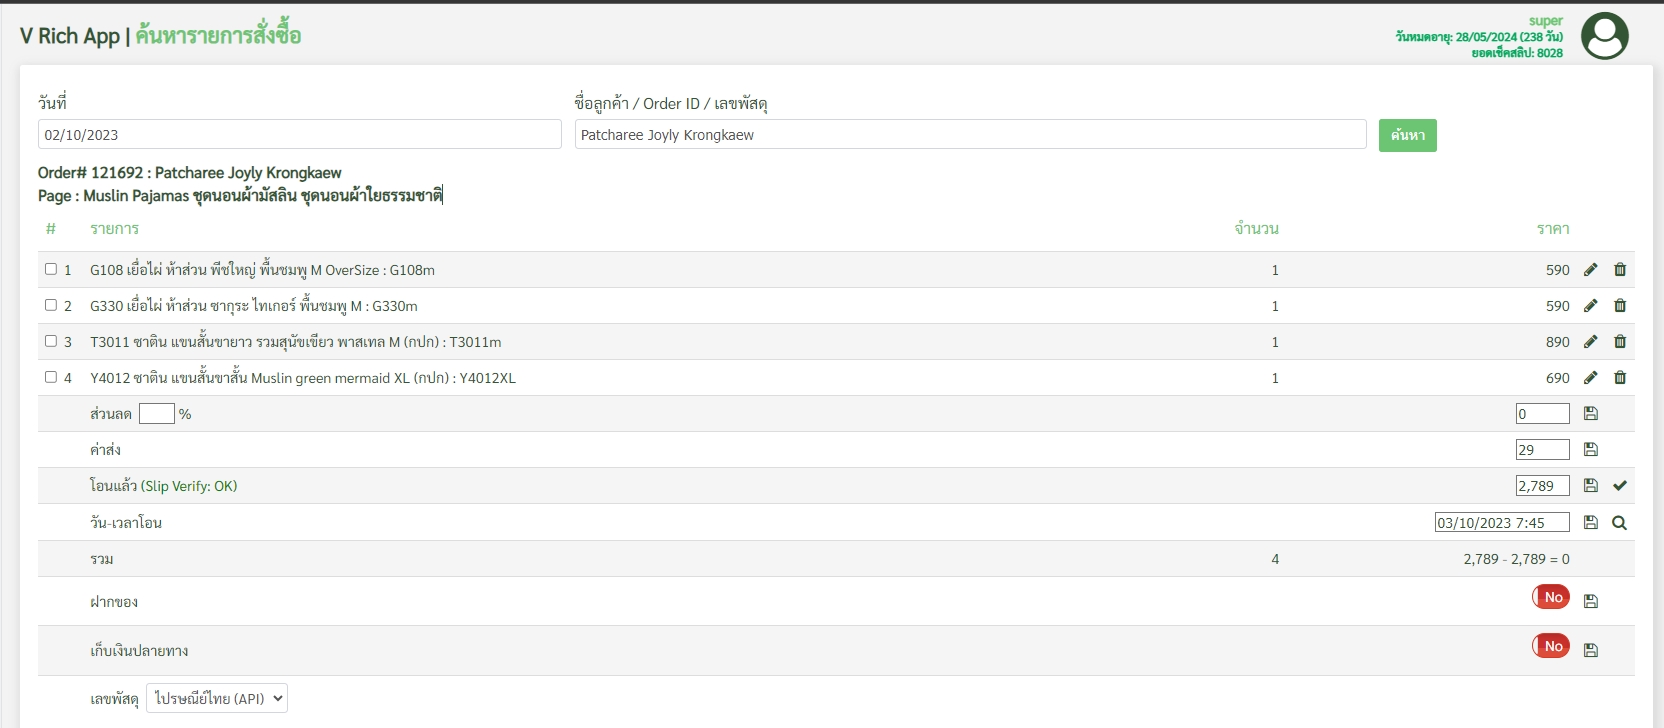 V Rich App | ค้นหารายการสั่งซื้อ
super
วันหมดอายุ: 28/05/2024 (238 วัน)
ยอดเช็คสลิป: 8028
วันที่
ชื่อลูกค้า / Order ID / เลขพัสดุ
02/10/2023
Patcharee Joyly Krongkaew
ค้นหา
Order# 121692 : Patcharee Joyly Krongkaew
Page : Muslin Pajamas ชุดนอนผ้ามัสลิน ชุดนอนผ้าใยธรรมชาติ
# รายการ จำนวน ราคา
1 G108 เยื่อไผ่ ห้าส่วน พีชใหญ่ พื้นชมพู M OverSize : G108m 1 590
2 G330 เยื่อไผ่ ห้าส่วน ซากุระ ไทเกอร์ พื้นชมพู M : G330m 1 590
3 T3011 ซาติน แขนสั้นขายาว รวมสุนัขเขียว พาสเทล M (กปก) : T3011m 1 890
4 Y4012 ซาติน แขนสั้นขาสั้น Muslin green mermaid XL (กปก) : Y4012XL 1 690
ส่วนลด % 0
ค่าส่ง 29
โอนแล้ว (Slip Verify: OK) 2,789
วัน-เวลาโอน 03/10/2023 7:45
รวม 4 2,789 - 2,789 = 0
ฝากของ No
เก็บเงินปลายทาง No
เลขพัสดุ ไปรษณีย์ไทย (API)